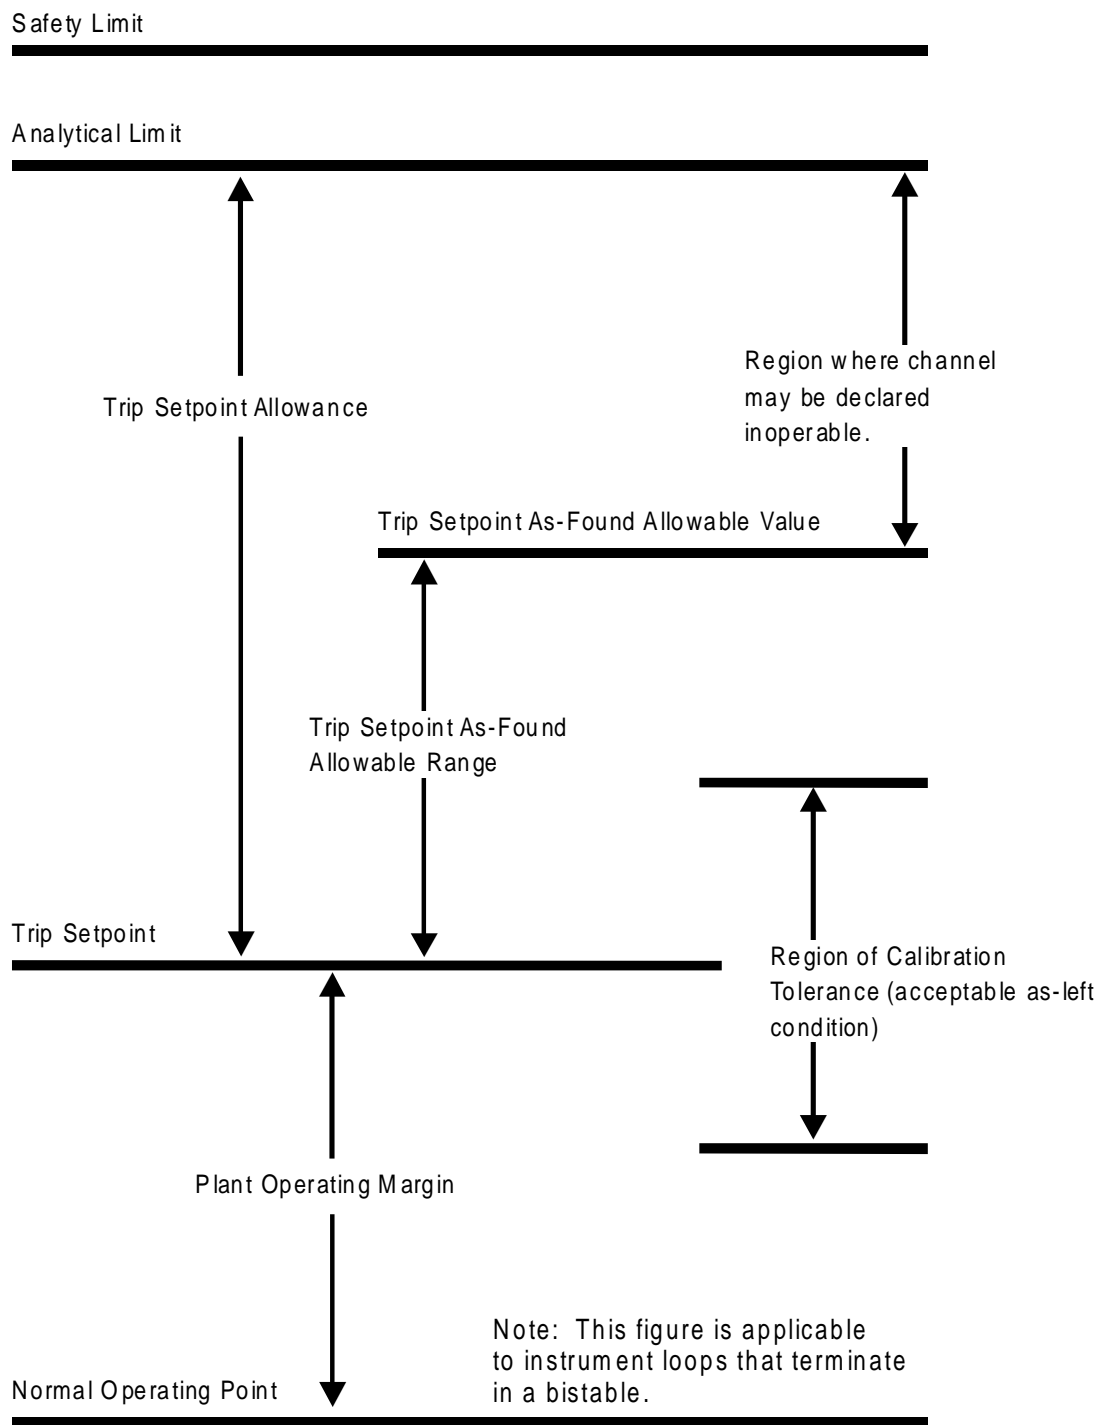 Safety Limit
Analytical Limit
Region where channel
may be declared
inoperable.
Trip Setpoint Allowance
Trip Setpoint As-Found Allowable Value
Trip Setpoint As-Found
Allowable Range
Trip Setpoint
Region of Calibration
Tolerance (acceptable as-left
condition)
Plant Operating Margin
Note: This figure is applicable
to instrument loops that terminate
in a bistable.
Normal Operating Point